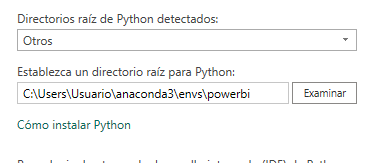 Directorios raíz de Python detectados:
Otros
Establezca un directorio raíz para Python:
C:\Users\Usuario\anaconda3\envs\powerbi
Examinar
Cómo instalar Python